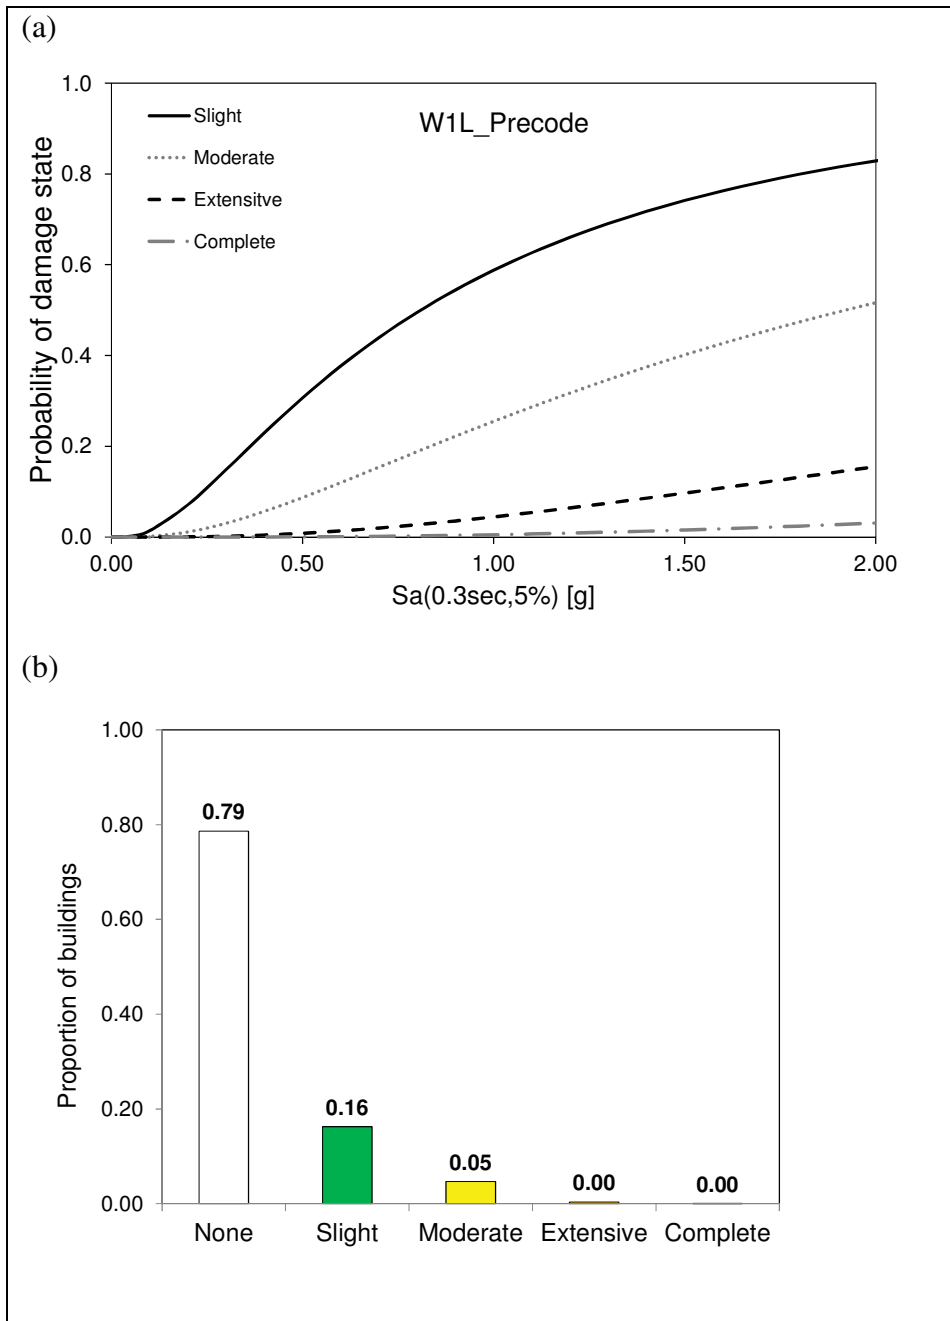 (a)
1.0
0.8
0.6
0.4
0.2
0.0
Probability of damage state
Slight
Moderate
Extensitve
Complete
W1L_Precode
0.00 0.50 1.00 1.50 2.00
Sa(0.3sec,5%) [g]
(b)
1.00
0.80
0.60
0.40
0.20
0.00
Proportion of buildings
0.79
0.16
0.05
0.00
0.00
None Slight Moderate Extensive Complete